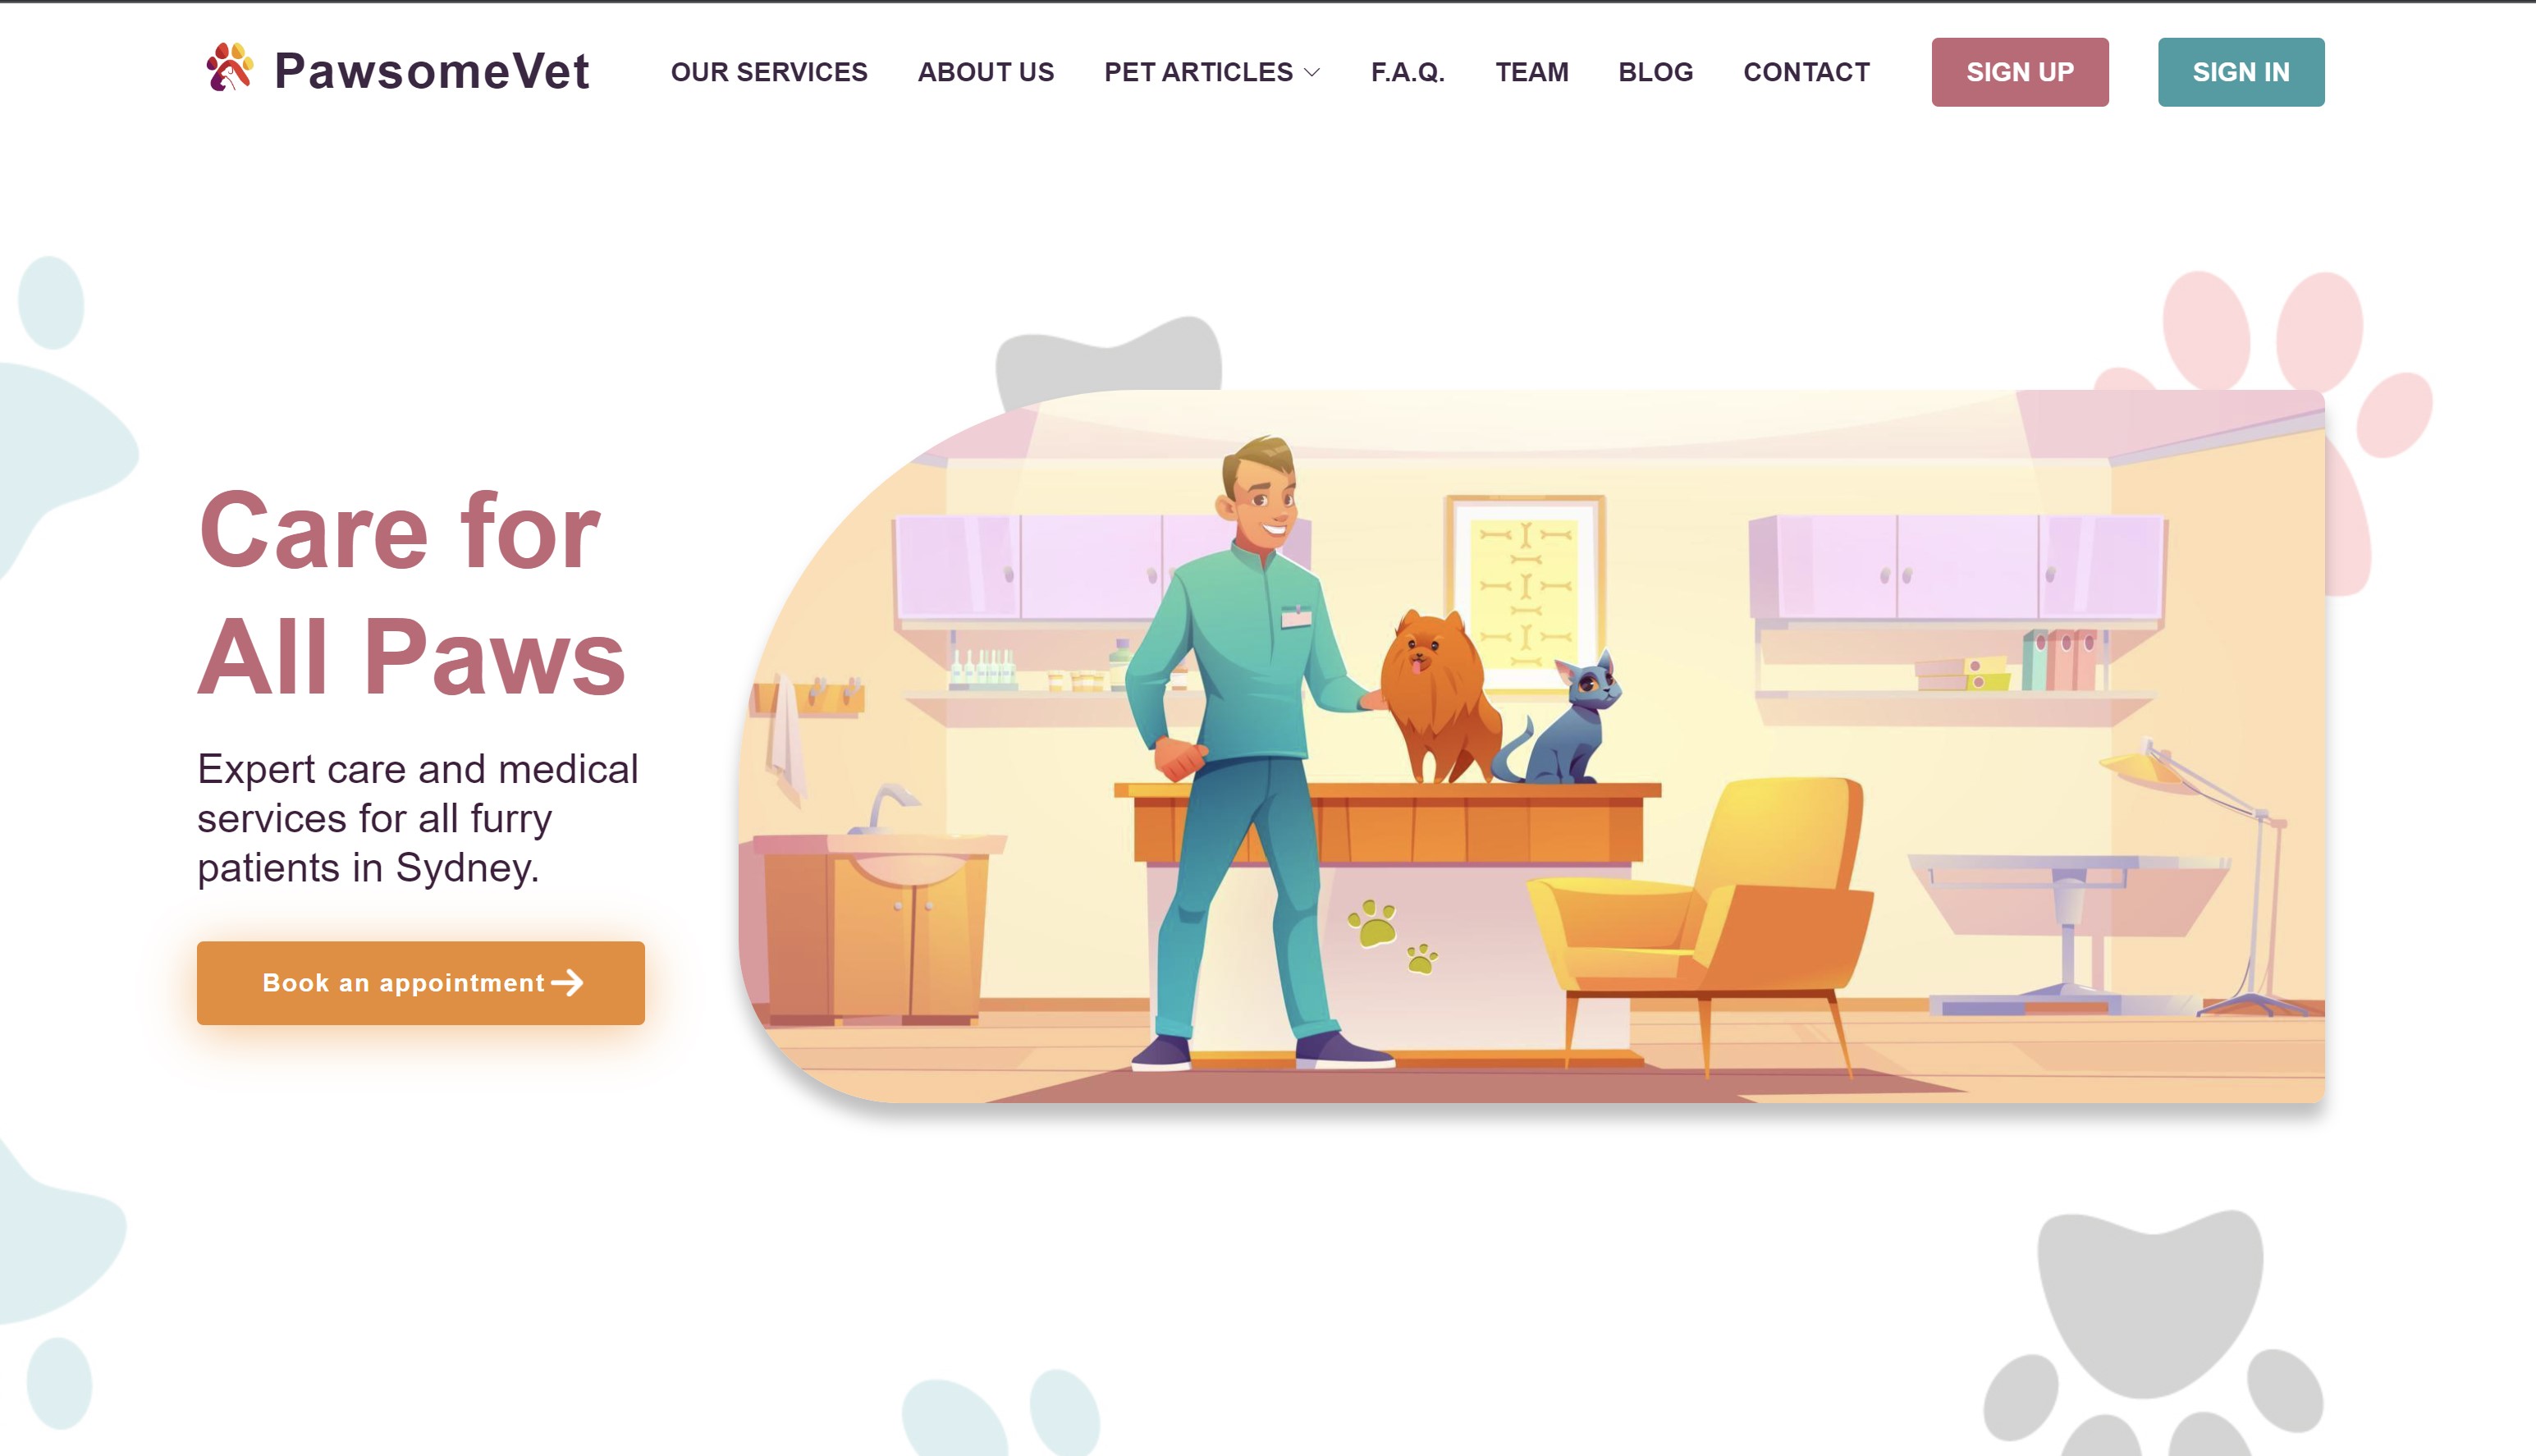 PawsomeVet
OUR SERVICES
ABOUT US
PET ARTICLES
F.A.Q.
TEAM
BLOG
CONTACT
SIGN UP
SIGN IN
Care for
All Paws
Expert care and medical
services for all furry
patients in Sydney.
Book an appointment